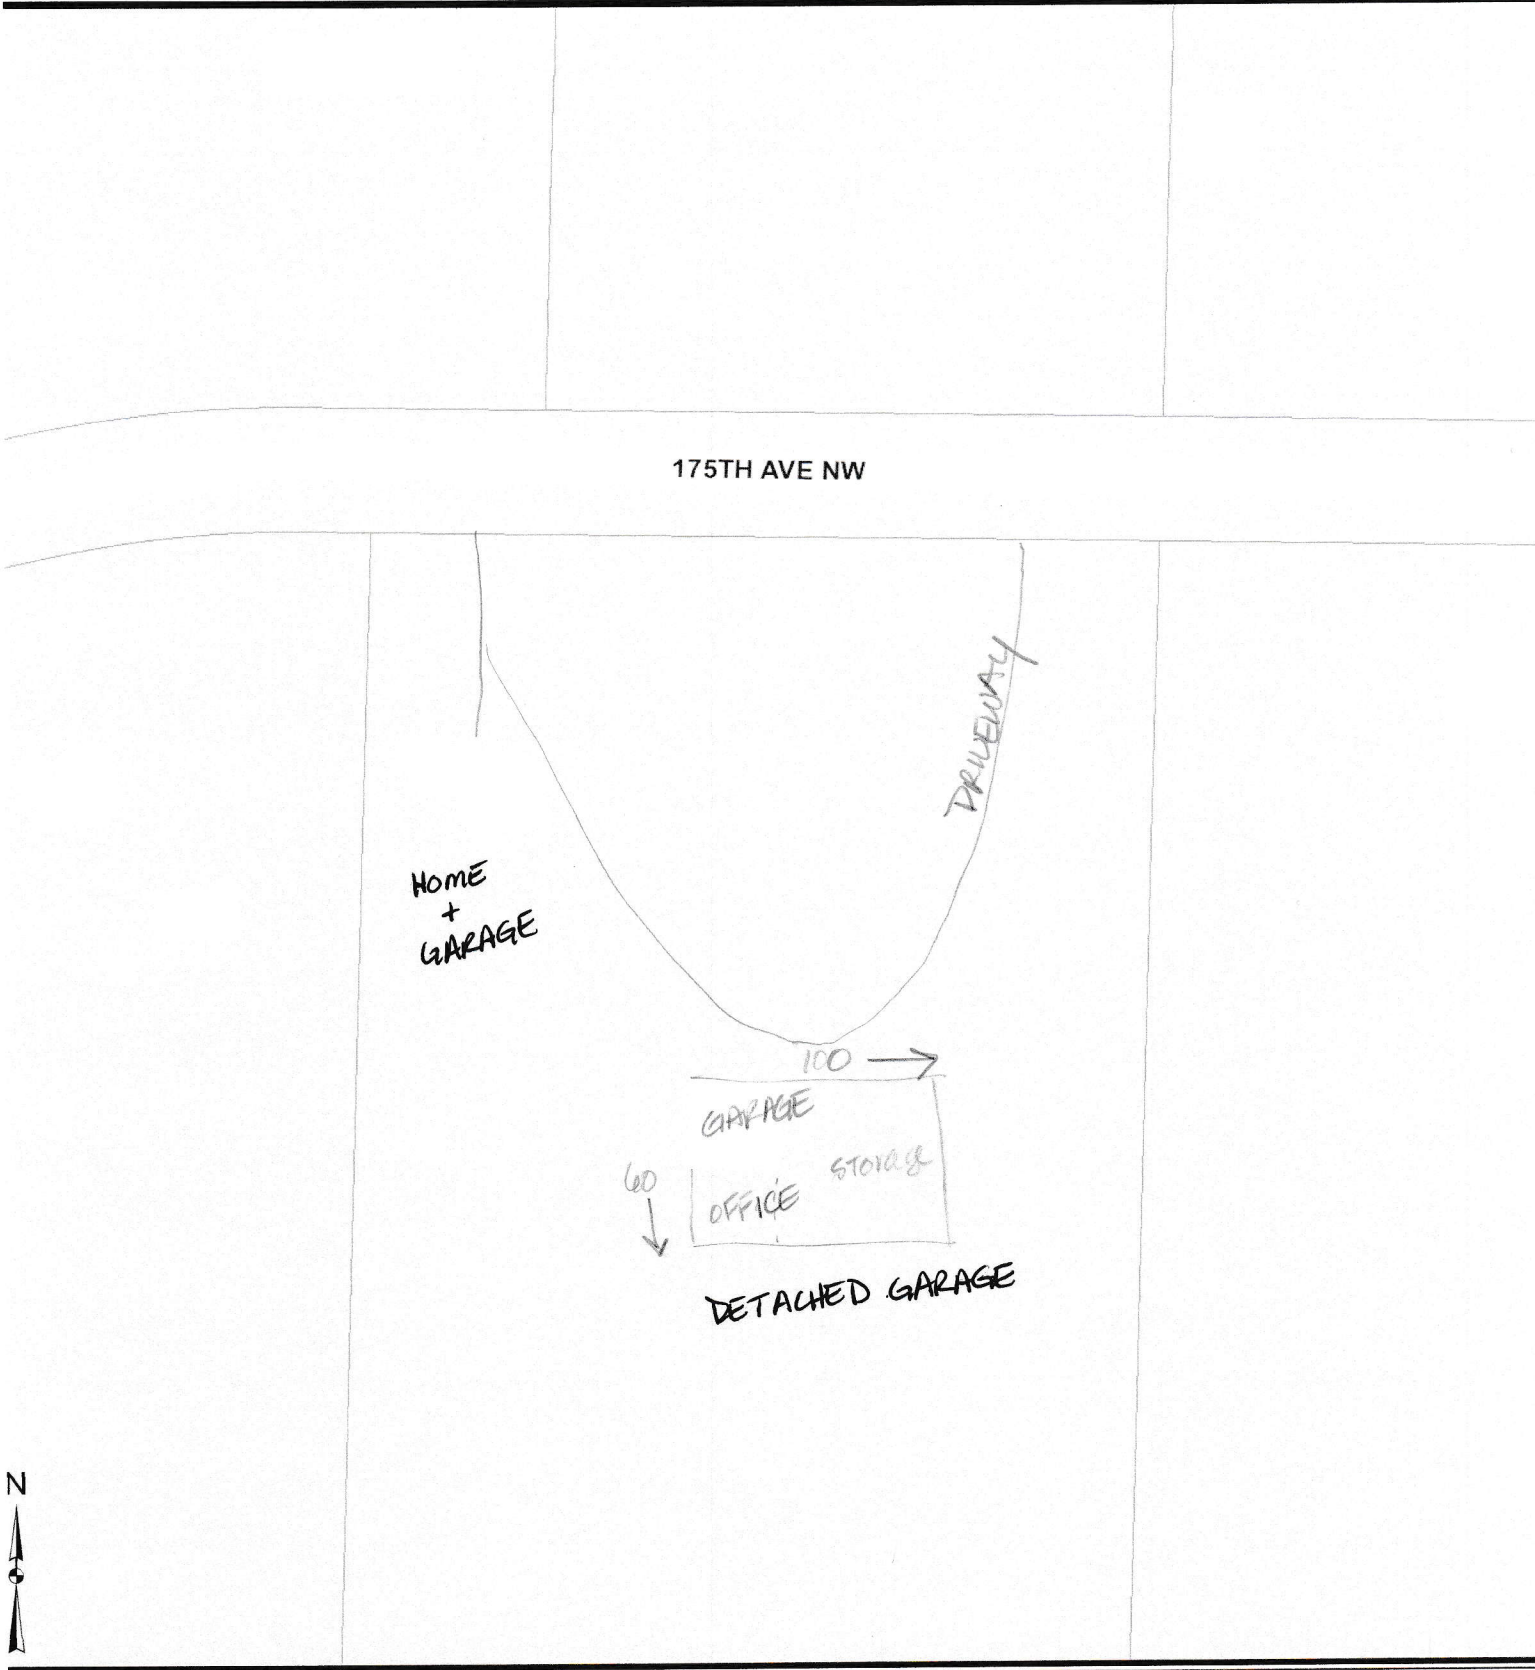 175TH AVE NW
DRIVEWAY
HOME
+
GARAGE
100
GARAGE
STORAGE
60
OFFICE
DETACHED GARAGE
N